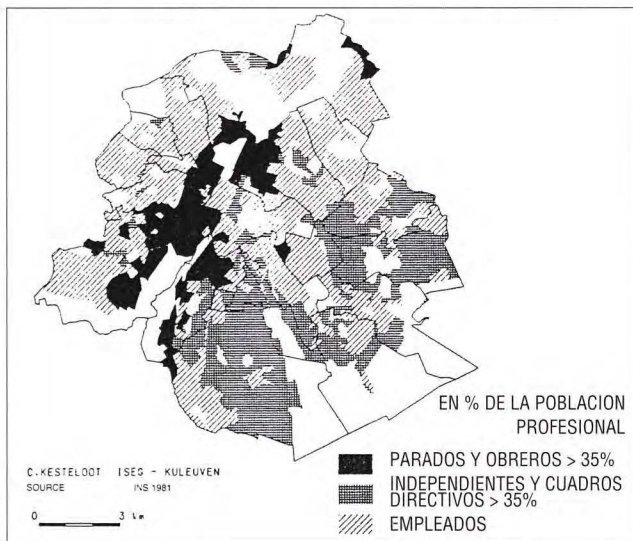 EN % DE LA POBLACION
PROFESIONAL
PARADOS Y OBREROS > 35%
INDEPENDIENTES Y CUADROS
DIRECTIVOS > 35%
EMPLEADOS
C.KESTELOOT ISEG - KULEUVEN
SOURCE INS 1981
0 3 km